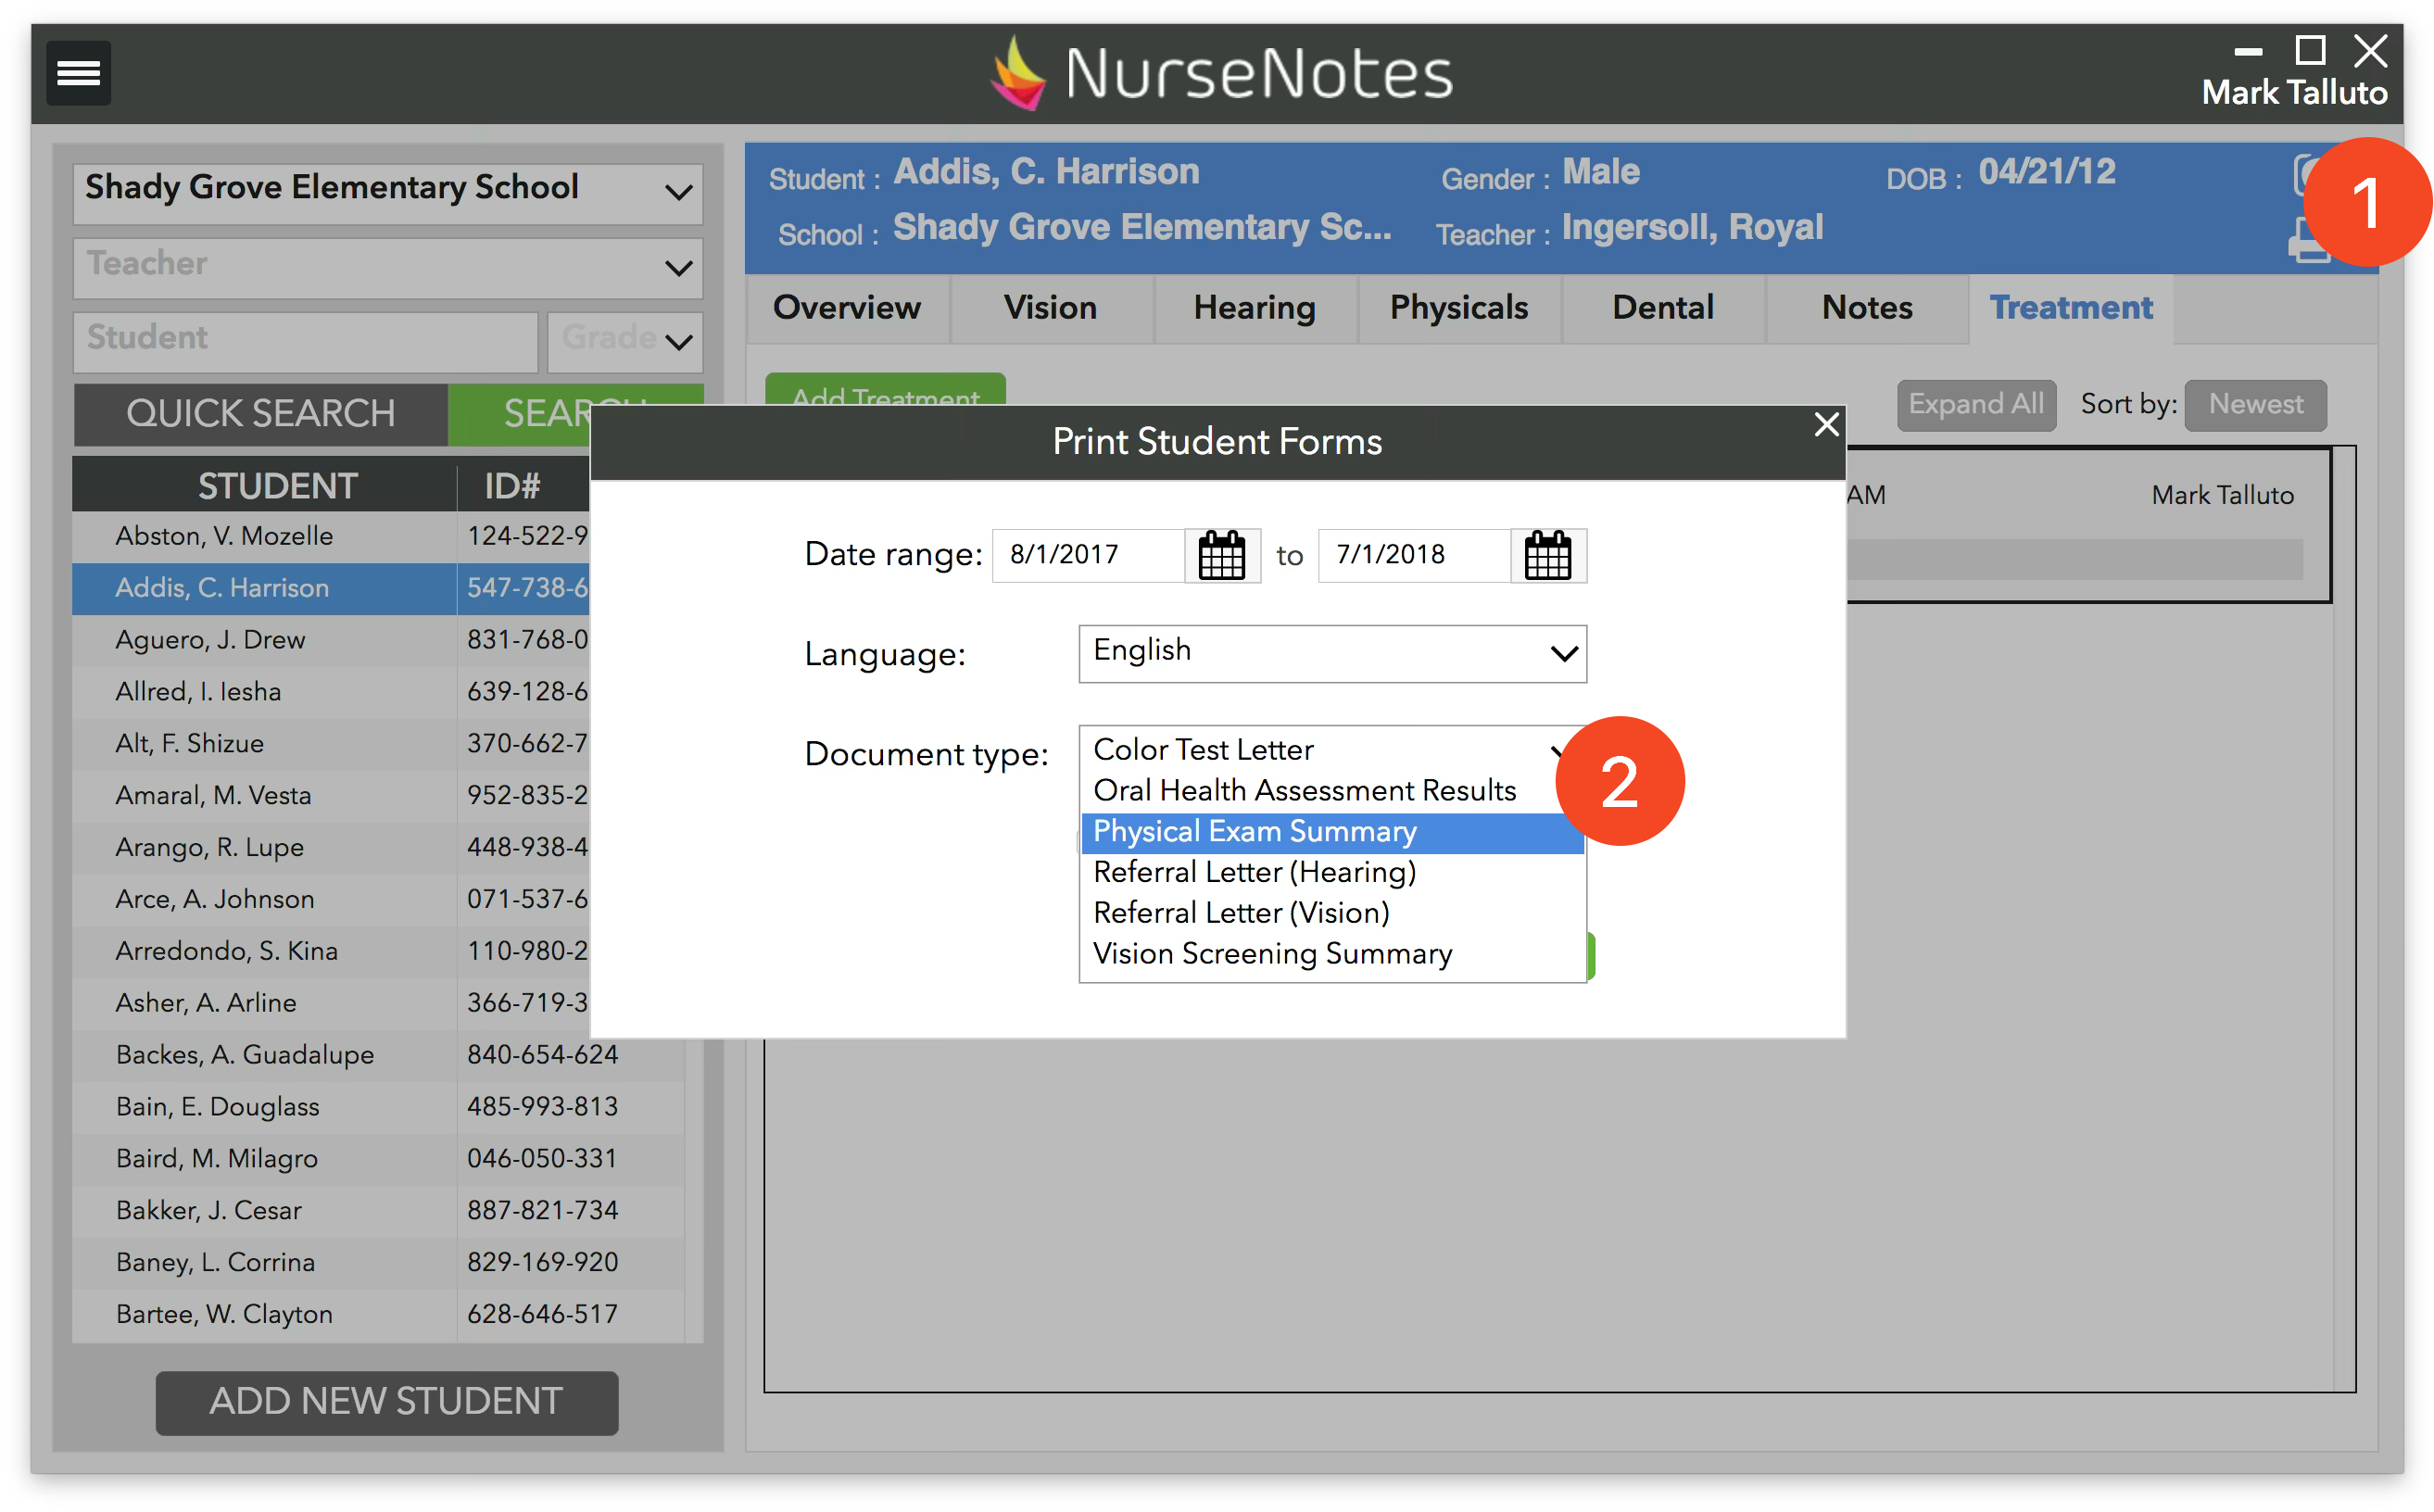 NurseNotes
Mark Talluto
Shady Grove Elementary School
Teacher
Student
Grade
QUICK SEARCH
STUDENT ID#
Abston, V. Mozelle 124-522-9
Addis, C. Harrison 547-738-6
Aguero, J. Drew 831-768-0
Allred, I. Iesha 639-128-6
Alt, F. Shizue 370-662-7
Amaral, M. Vesta 952-835-2
Arango, R. Lupe 448-938-4
Arce, A. Johnson 071-537-6
Arredondo, S. Kina 110-980-2
Asher, A. Arline 366-719-3
Backes, A. Guadalupe 840-654-624
Bain, E. Douglass 485-993-813
Baird, M. Milagro 046-050-331
Bakker, J. Cesar 887-821-734
Baney, L. Corrina 829-169-920
Bartee, W. Clayton 628-646-517
ADD NEW STUDENT
Student : Addis, C. Harrison Gender : Male DOB : 04/21/12
1
School : Shady Grove Elementary Sc... Teacher : Ingersoll, Royal
Overview Vision Hearing Physicals Dental Notes Treatment
Add Treatment Expand All Sort by: Newest
AM Mark Talluto
Print Student Forms
Date range: 8/1/2017 to 7/1/2018
Language: English
Document type: Color Test Letter
2
Oral Health Assessment Results
Physical Exam Summary
Referral Letter (Hearing)
Referral Letter (Vision)
Vision Screening Summary